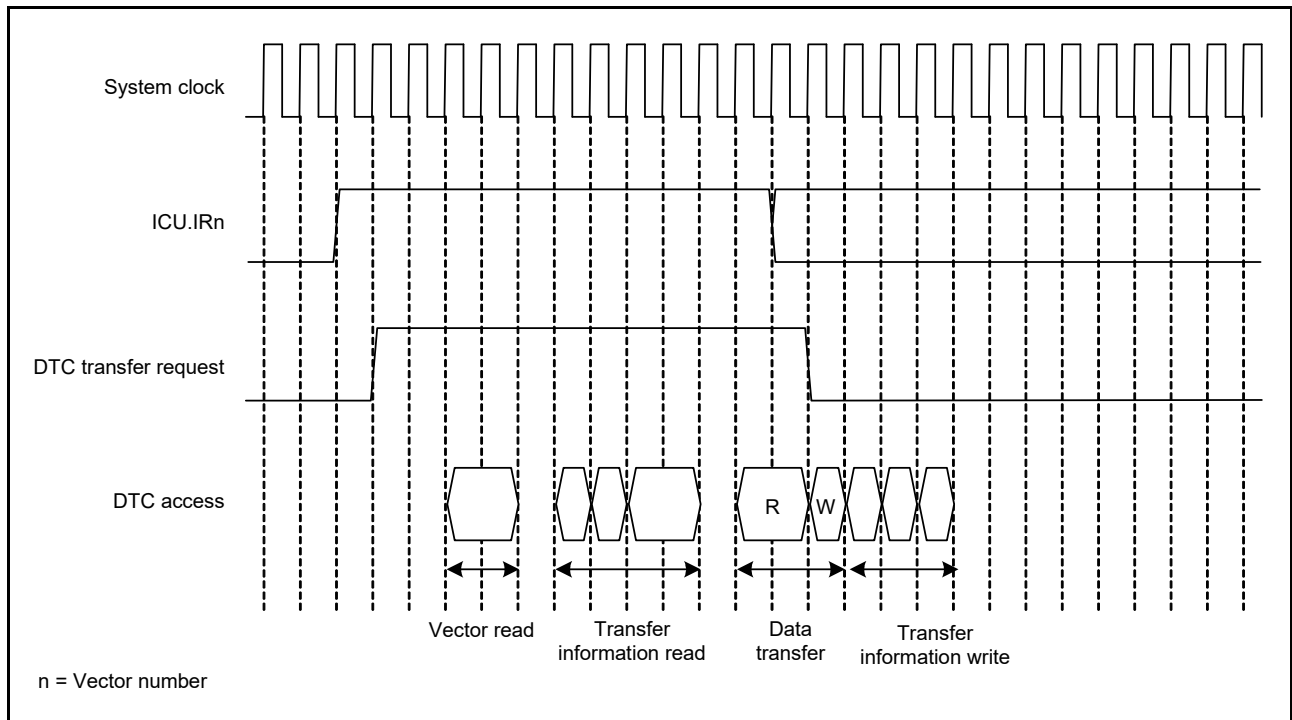 System clock
ICU.IRn
DTC transfer request
DTC access
R
W
Vector read
Transfer
information read
Data
transfer
Transfer
information write
n = Vector number